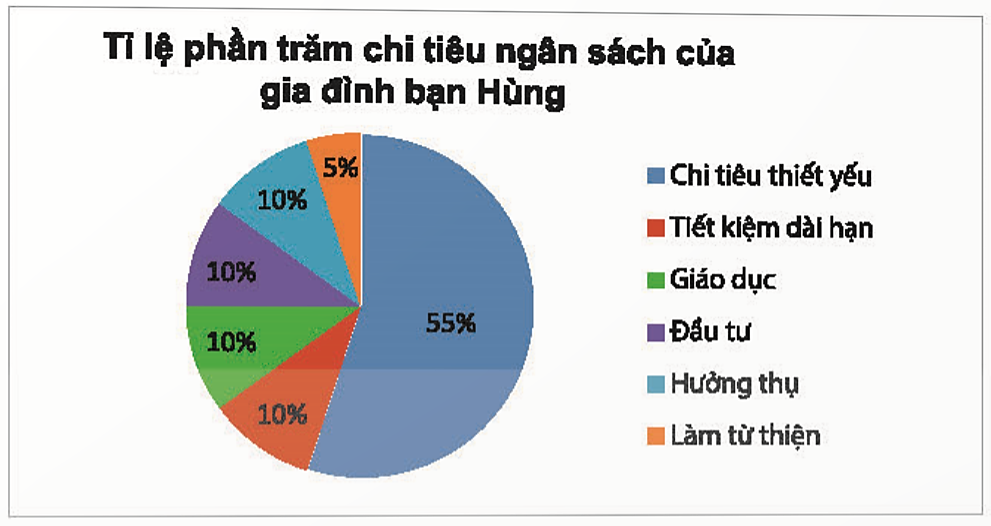 Tỉ lệ phần trăm chi tiêu ngân sách của
gia đình bạn Hùng
5%
10%
10%
10%
10%
55%
Chi tiêu thiết yếu
Tiết kiệm dài hạn
Giáo dục
Đầu tư
Hưởng thụ
Làm từ thiện